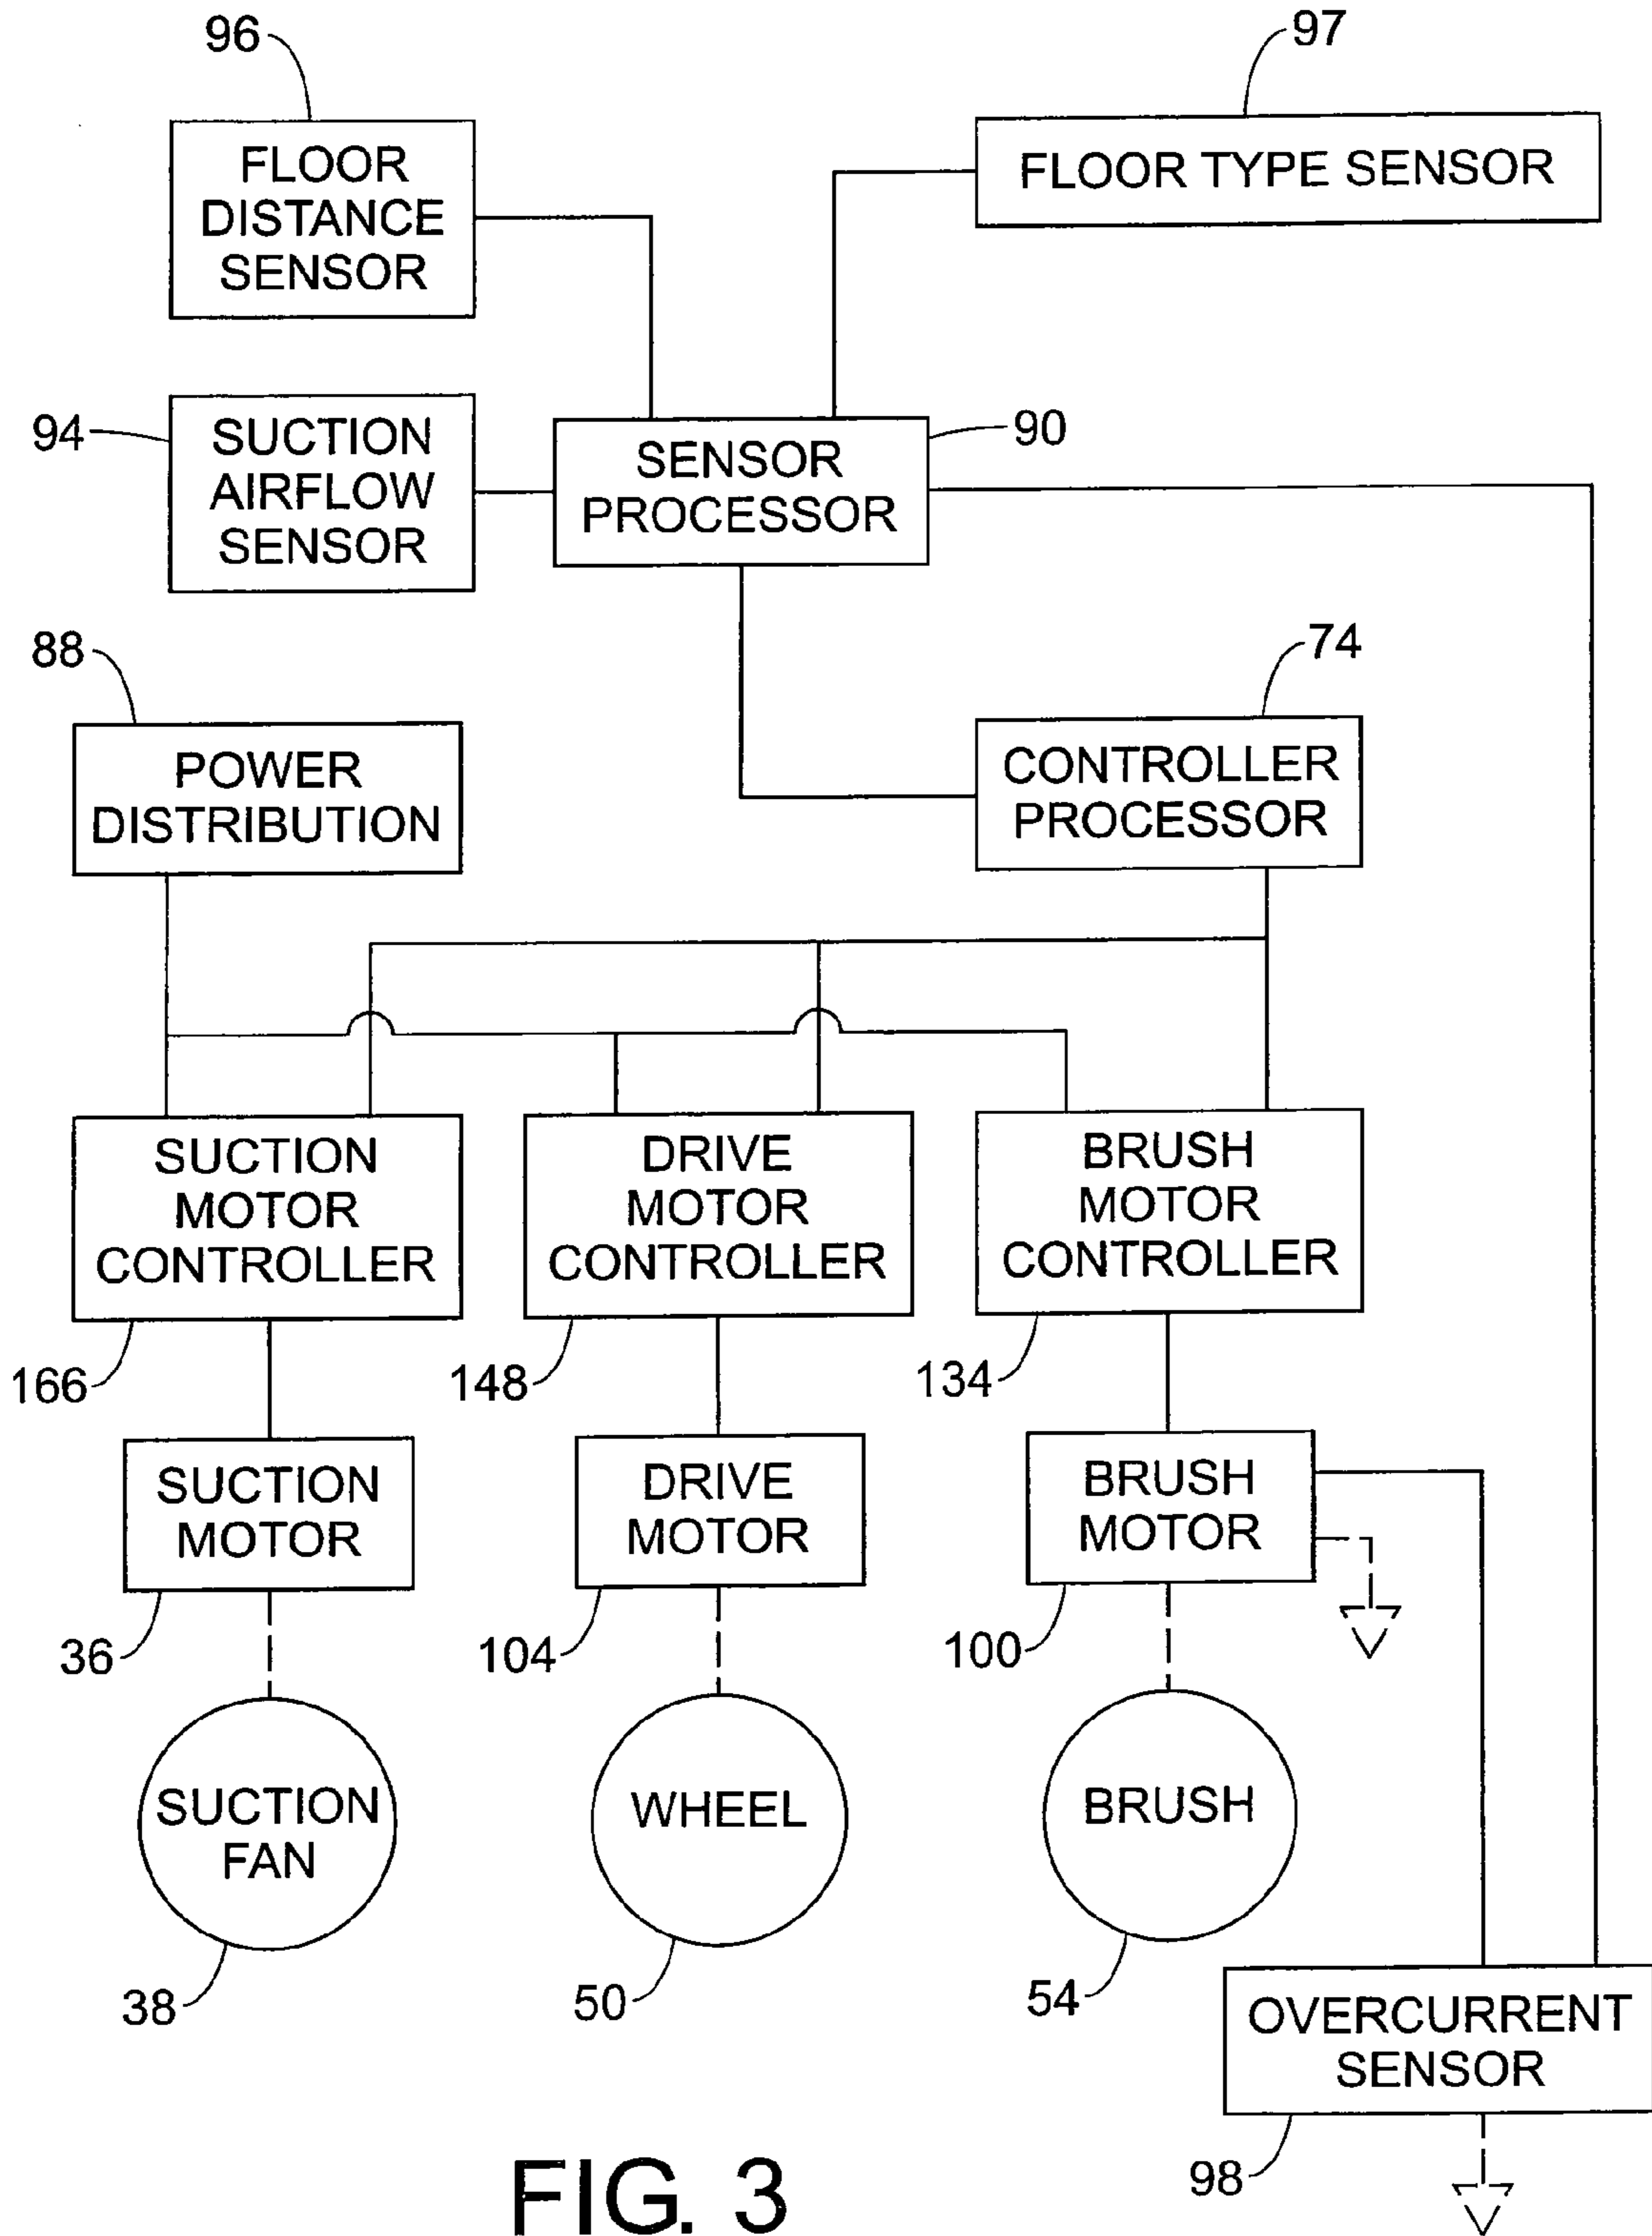 96
97
FLOOR
DISTANCE
SENSOR
FLOOR TYPE SENSOR
94
SUCTION
AIRFLOW
SENSOR
SENSOR
PROCESSOR
90
88
POWER
DISTRIBUTION
74
CONTROLLER
PROCESSOR
SUCTION
MOTOR
CONTROLLER
166
DRIVE
MOTOR
CONTROLLER
148
BRUSH
MOTOR
CONTROLLER
134
SUCTION
MOTOR
36
DRIVE
MOTOR
104
BRUSH
MOTOR
100
SUCTION
FAN
38
WHEEL
50
BRUSH
54
OVERCURRENT
SENSOR
98
FIG. 3